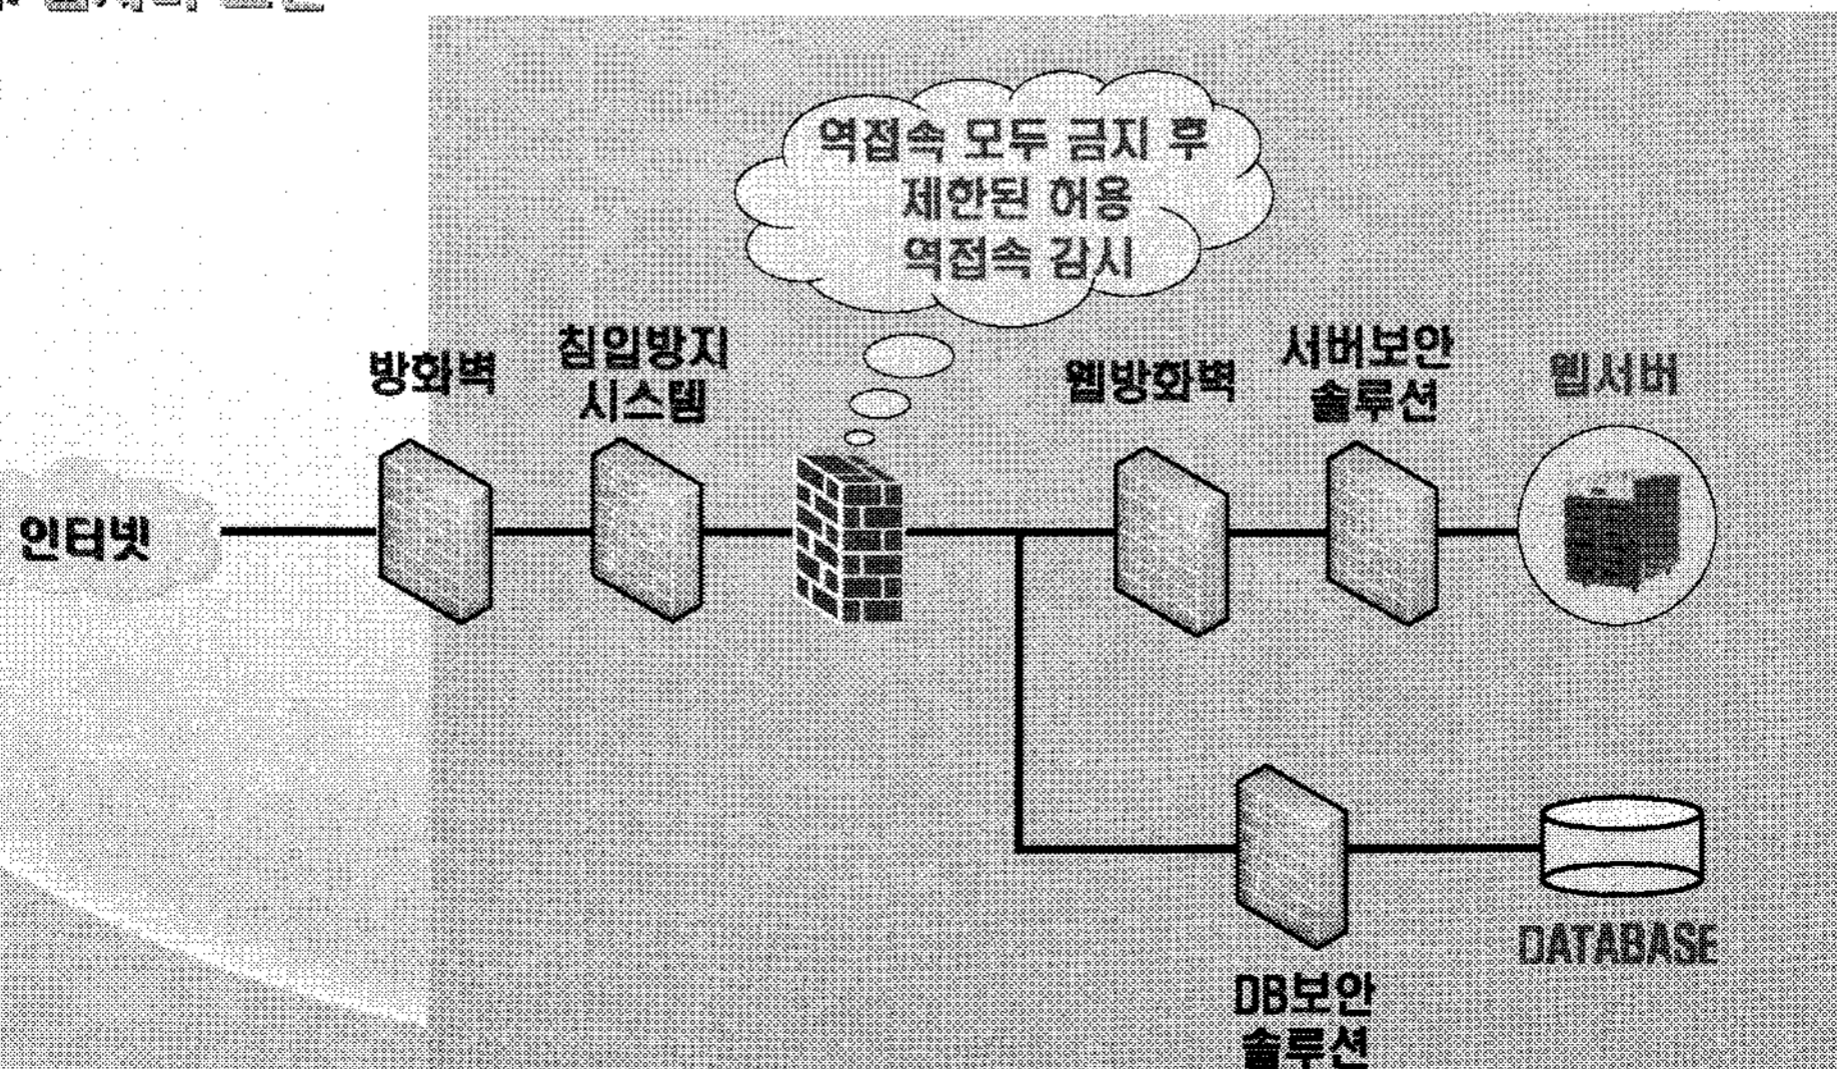 역접속 모두 금지 후
제한된 허용
역접속 감시
방화벽
침입방지
시스템
웹방화벽
서버보안
솔루션
웹서버
인터넷
DATABASE
DB보안
솔루션